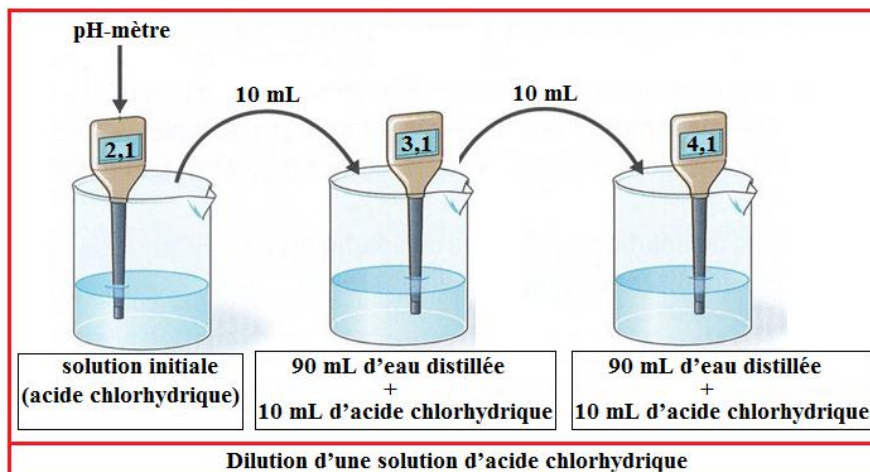 pH-mètre
10 mL
10 mL
2,1
3,1
4,1
solution initiale
(acide chlorhydrique)
90 mL d'eau distillée
+
10 mL d'acide chlorhydrique
90 mL d'eau distillée
+
10 mL d'acide chlorhydrique
Dilution d'une solution d'acide chlorhydrique